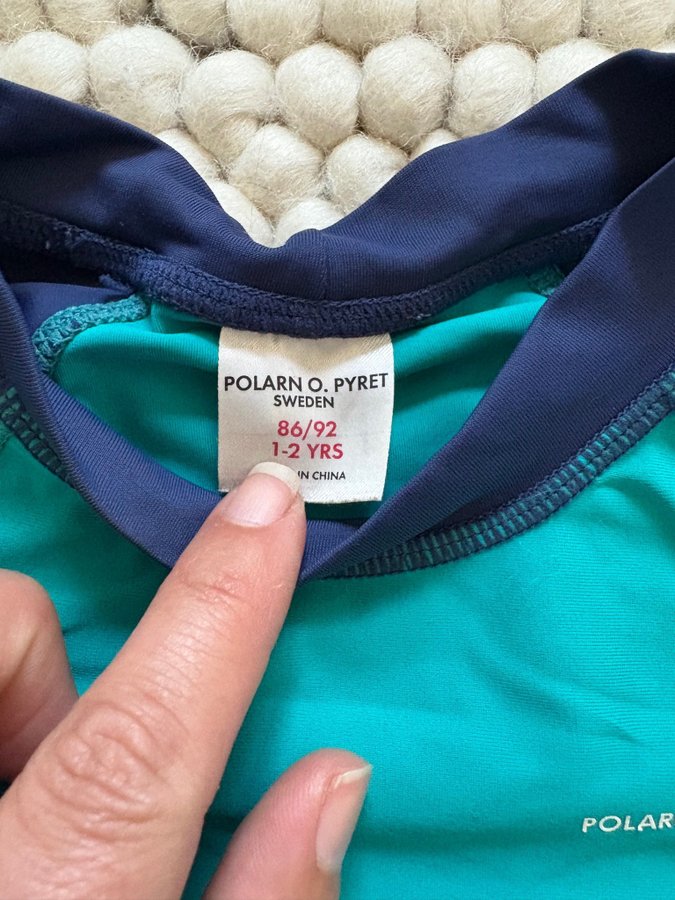 POLARN O. PYRET
SWEDEN
86/92
1-2 YRS
IN CHINA
POLAR